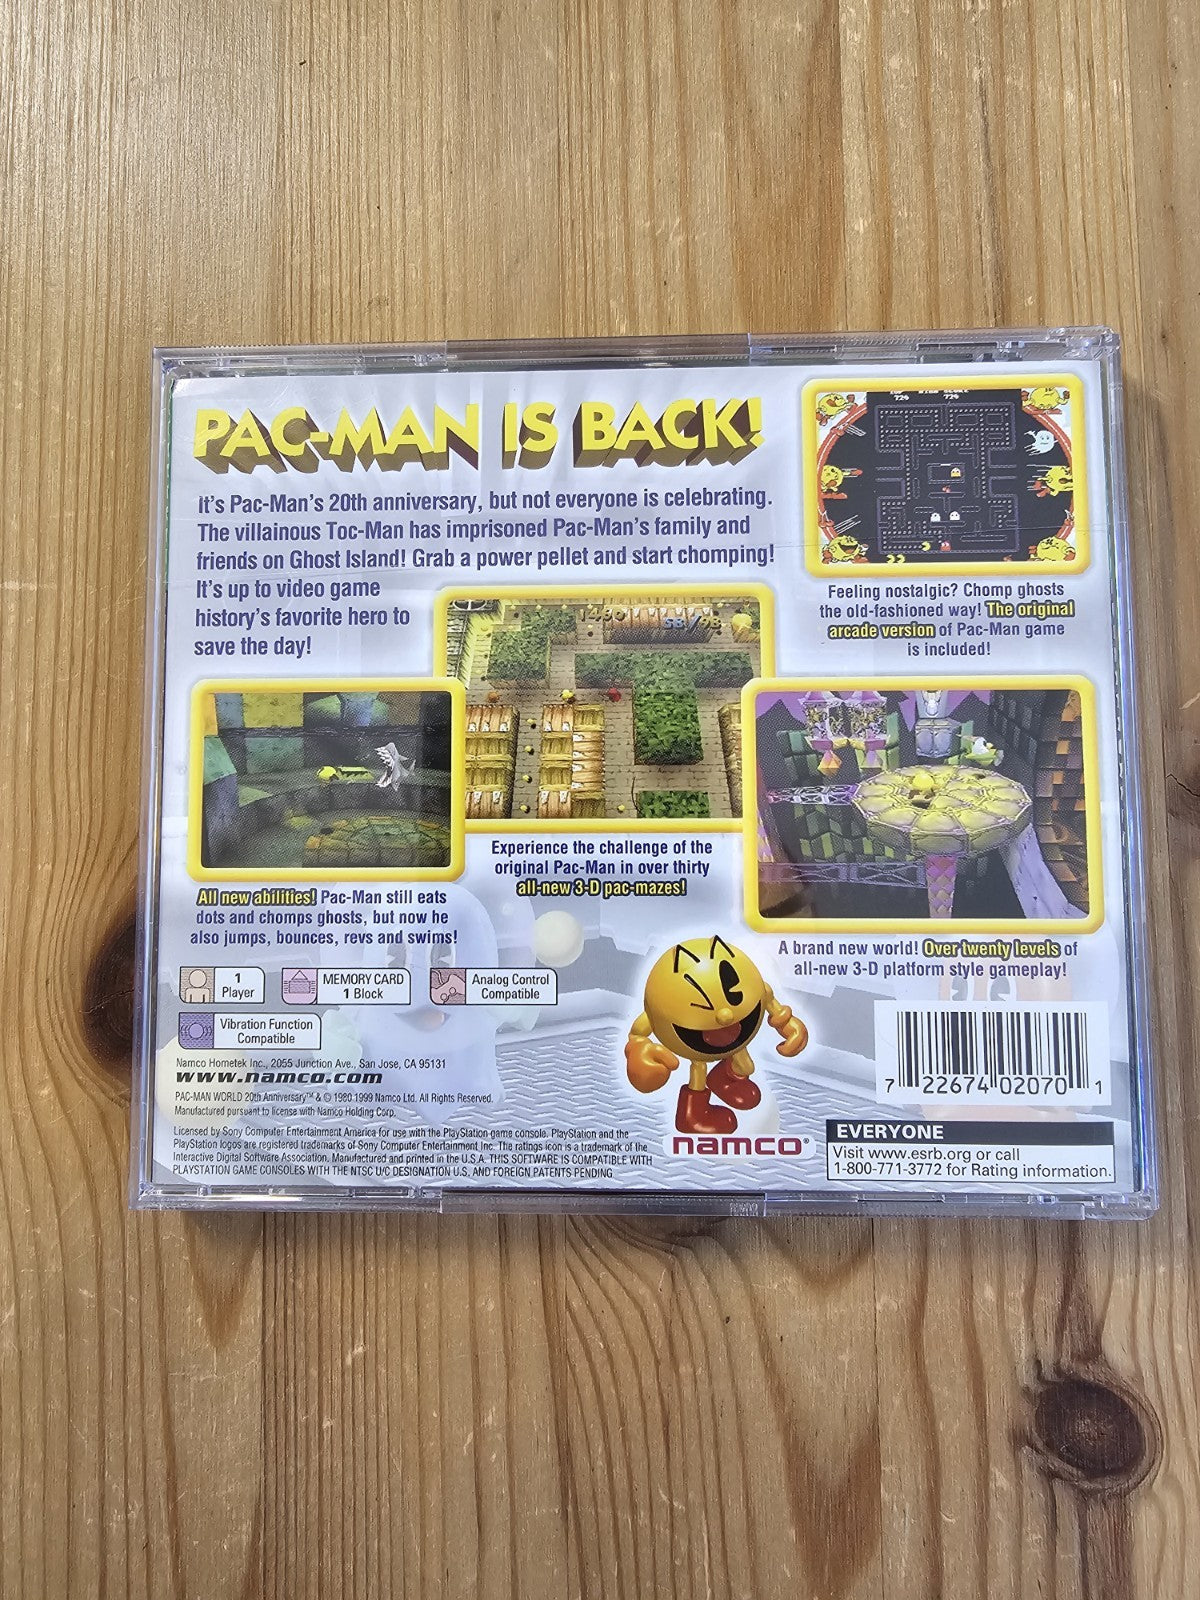 PAC-MAN IS BACK!
It's Pac-Man's 20th anniversary, but not everyone is celebrating.
The villainous Toc-Man has imprisoned Pac-Man's family and
friends on Ghost Island! Grab a power pellet and start chomping!
It's up to video game
history's favorite hero to
save the day!
720
720
Feeling nostalgic? Chomp ghosts
the old-fashioned way! The original
arcade version of Pac-Man game
is included!
58/98
Experience the challenge of the
original Pac-Man in over thirty
all-new 3-D pac-mazes!
All new abilities! Pac-Man still eats
dots and chomps ghosts, but now he
also jumps, bounces, revs and swims!
A brand new world! Over twenty levels of
all-new 3-D platform style gameplay!
1
Player
MEMORY CARD
1 Block
Analog Control
Compatible
Vibration Function
Compatible
Namco Hometek Inc., 2055 Junction Ave., San Jose, CA 95131
www.namco.com
PAC-MAN WORLD 20th Anniversary™ & © 1980 1999 Namco Ltd. All Rights Reserved.
Manufactured pursuant to license with Namco Holding Corp.
Licensed by Sony Computer Entertainment America for use with the PlayStation game console. PlayStation and the
PlayStation logos are registered trademarks of Sony Computer Entertainment Inc. The ratings icon is a trademark of the
Interactive Digital Software Association. Manufactured and printed in the U.S.A. THIS SOFTWARE IS COMPATIBLE WITH
PLAYSTATION GAME CONSOLES WITH THE NTSC U/C DESIGNATION U.S. AND FOREIGN PATENTS PENDING
namco®
7 22674 02070 1
EVERYONE
Visit www.esrb.org or call
1-800-771-3772 for Rating information.